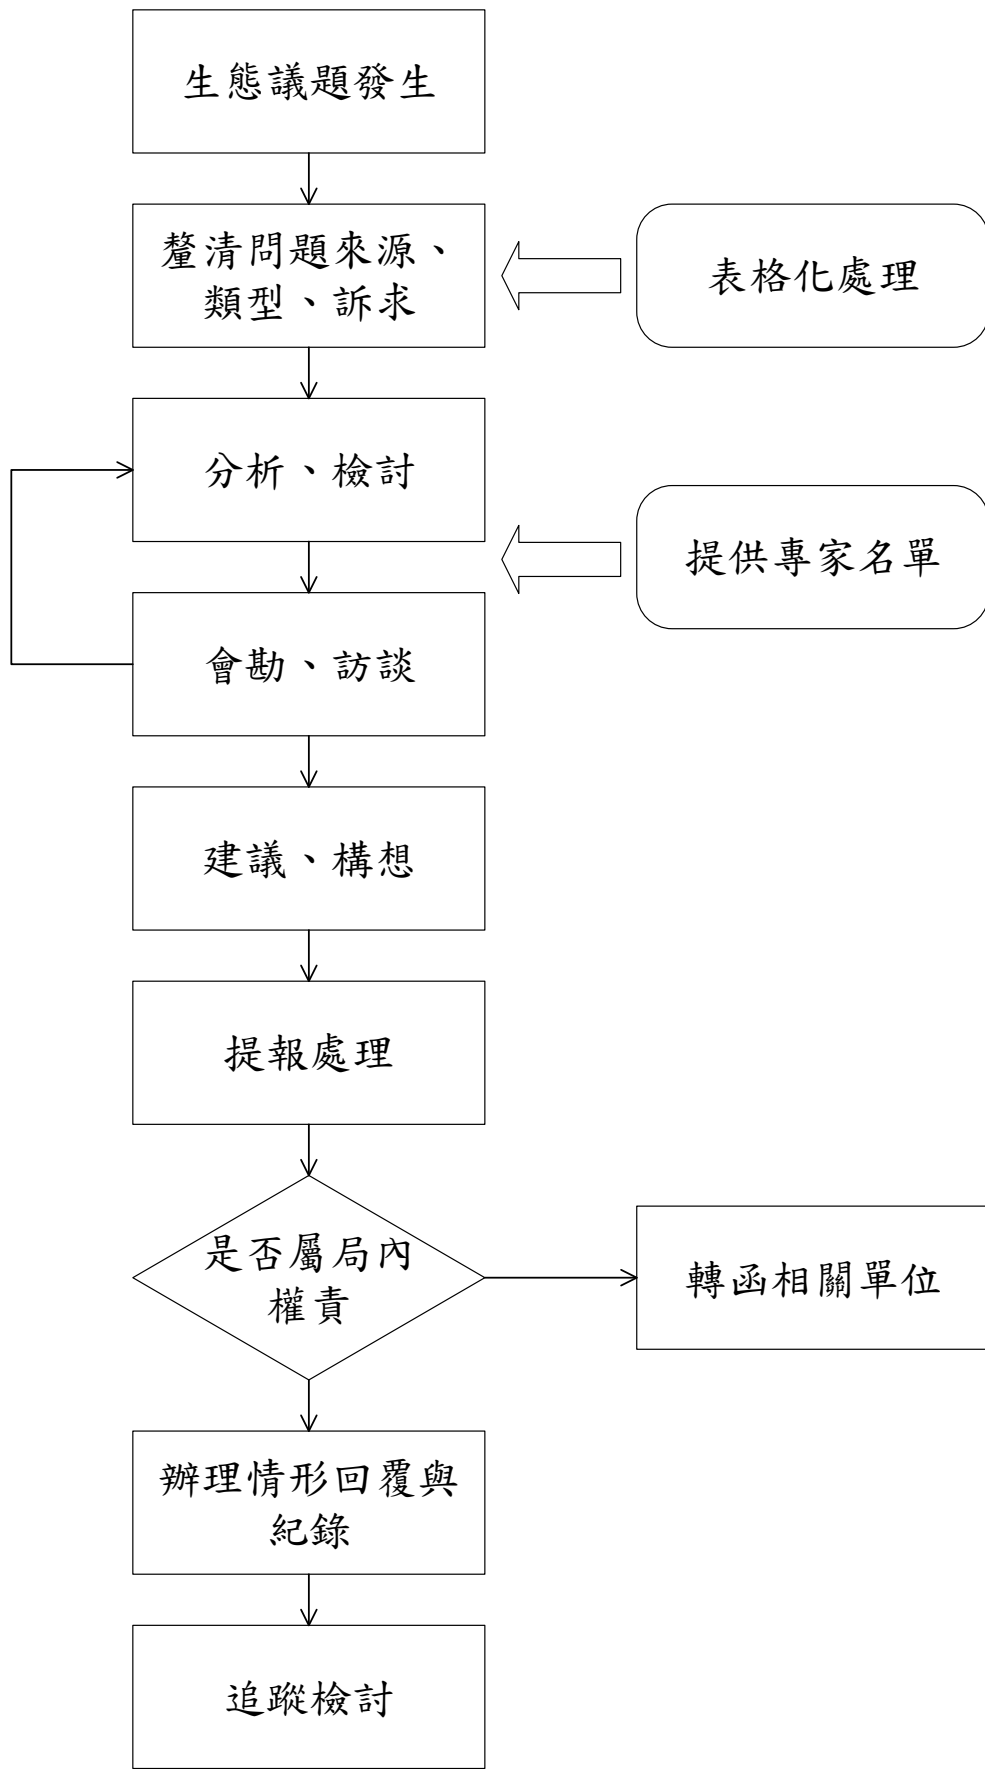 生態議題發生
釐清問題來源、
類型、訴求
表格化處理
分析、檢討
提供專家名單
會勘、訪談
建議、構想
提報處理
是否屬局內
權責
轉函相關單位
辦理情形回覆與
紀錄
追蹤檢討